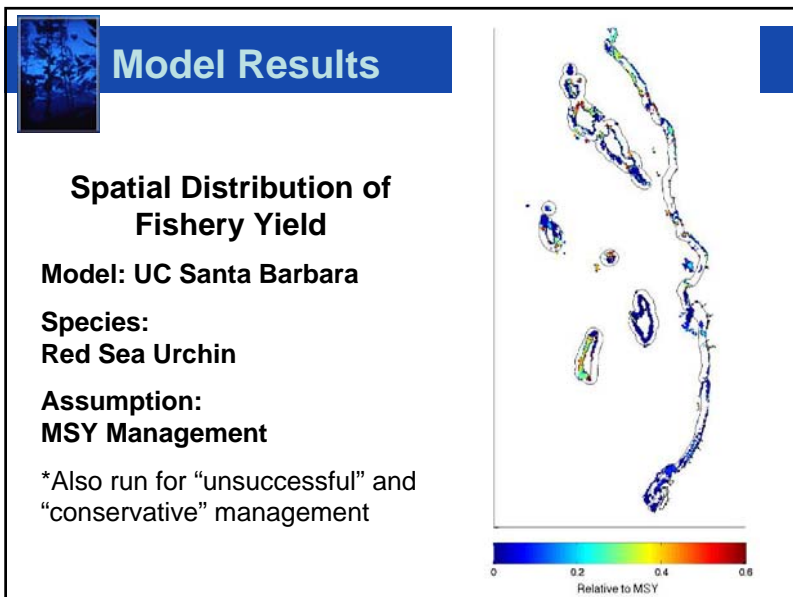 Model Results
Spatial Distribution of
Fishery Yield
Model: UC Santa Barbara
Species:
Red Sea Urchin
Assumption:
MSY Management
*Also run for “unsuccessful” and
“conservative” management
0 0.2 0.4 0.6
Relative to MSY